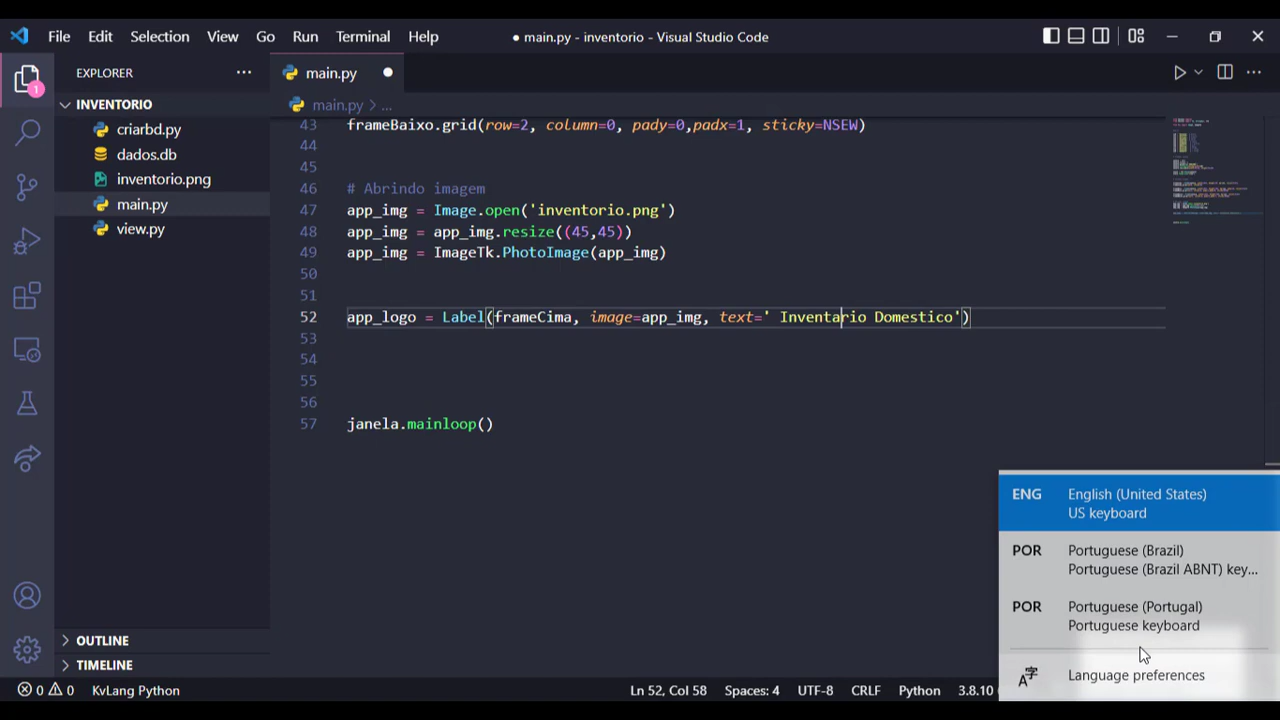 File Edit Selection View Go Run Terminal Help
● main.py - inventorio - Visual Studio Code
1
EXPLORER ···
INVENTORIO
criarbd.py
dados.db
inventorio.png
main.py
view.py
OUTLINE
TIMELINE
main.py ●
main.py > ...
43 frameBaixo.grid(row=2, column=0, pady=0,padx=1, sticky=NSEW)
44
45
46 # Abrindo imagem
47 app_img = Image.open('inventorio.png')
48 app_img = app_img.resize((45,45))
49 app_img = ImageTk.PhotoImage(app_img)
50
51
52 app_logo = Label(frameCima, image=app_img, text=' Inventario Domestico')
53
54
55
56
57 janela.mainloop()
ENG English (United States)
US keyboard
POR Portuguese (Brazil)
Portuguese (Brazil ABNT) key...
POR Portuguese (Portugal)
Portuguese keyboard
A字 Language preferences
0 0 KvLang Python Ln 52, Col 58 Spaces: 4 UTF-8 CRLF Python 3.8.10